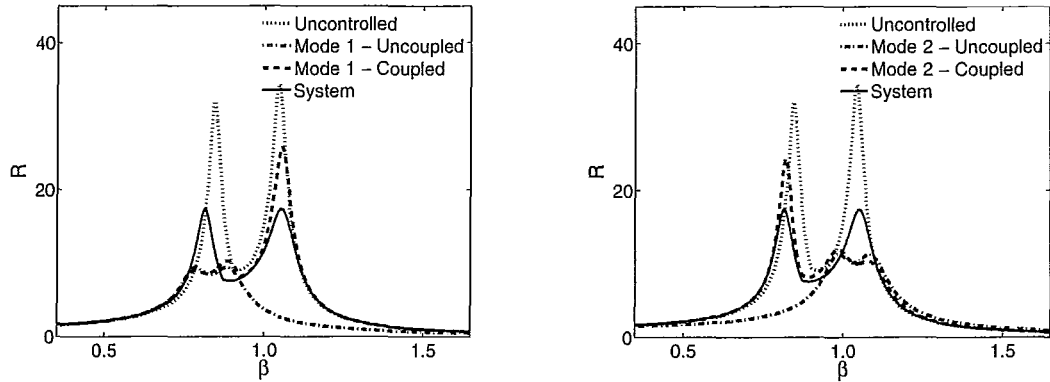 40
20
0
R
0.5
1.0
1.5
β
Uncontrolled
Mode 1 – Uncoupled
Mode 1 – Coupled
System
40
20
0
R
0.5
1.0
1.5
β
Uncontrolled
Mode 2 – Uncoupled
Mode 2 – Coupled
System